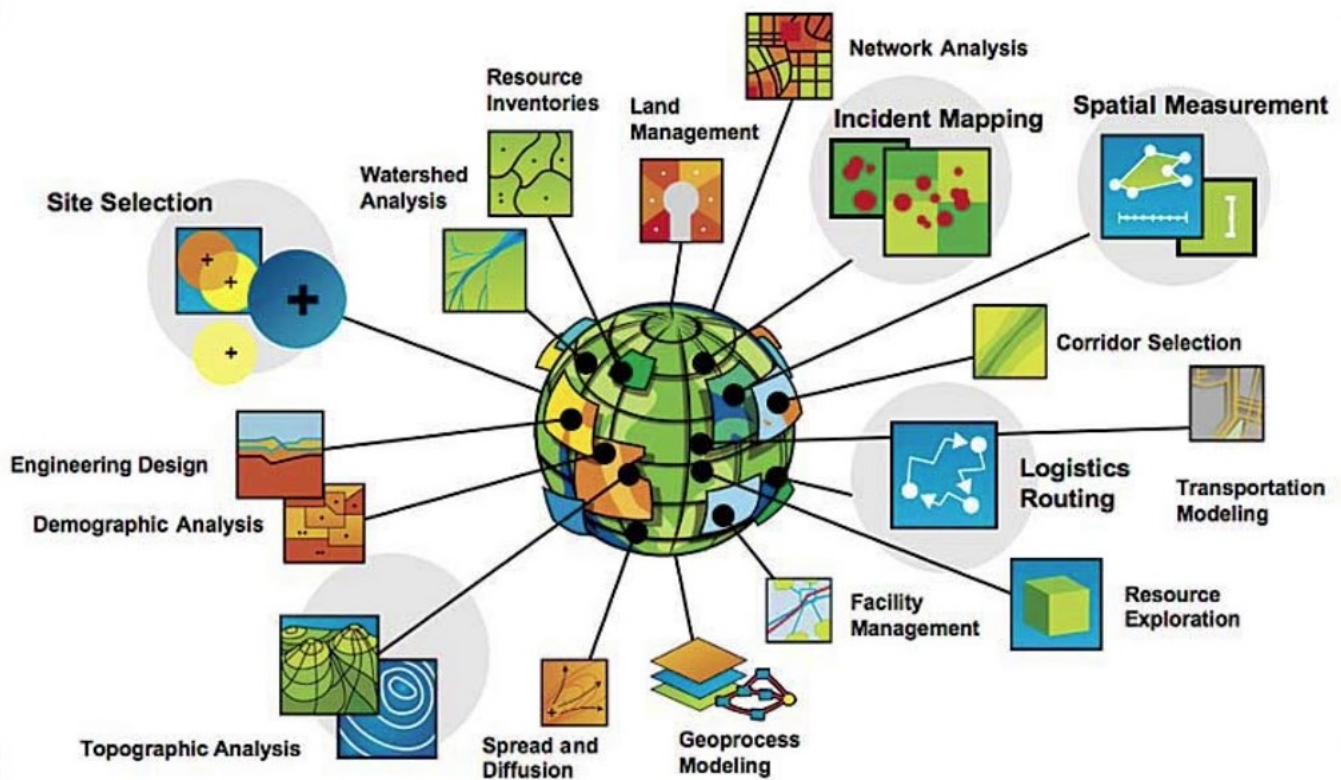 Network Analysis
Resource
Inventories
Land
Management
Incident Mapping
Spatial Measurement
Watershed
Analysis
Site Selection
Corridor Selection
Engineering Design
Logistics
Routing
Transportation
Modeling
Demographic Analysis
Resource
Exploration
Facility
Management
Topographic Analysis
Spread and
Diffusion
Geoprocess
Modeling